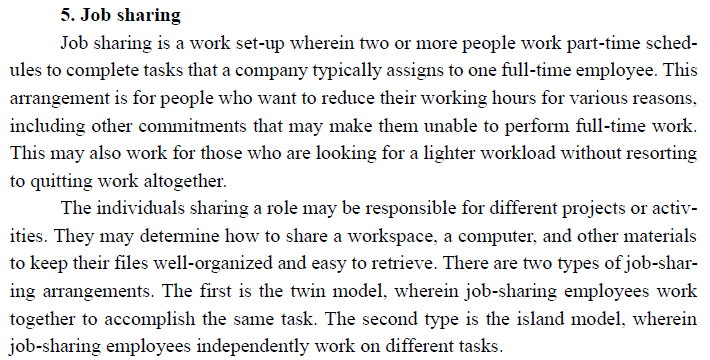 5. Job sharing
Job sharing is a work set-up wherein two or more people work part-time sched-
ules to complete tasks that a company typically assigns to one full-time employee. This
arrangement is for people who want to reduce their working hours for various reasons,
including other commitments that may make them unable to perform full-time work.
This may also work for those who are looking for a lighter workload without resorting
to quitting work altogether.
The individuals sharing a role may be responsible for different projects or activ-
ities. They may determine how to share a workspace, a computer, and other materials
to keep their files well-organized and easy to retrieve. There are two types of job-shar-
ing arrangements. The first is the twin model, wherein job-sharing employees work
together to accomplish the same task. The second type is the island model, wherein
job-sharing employees independently work on different tasks.